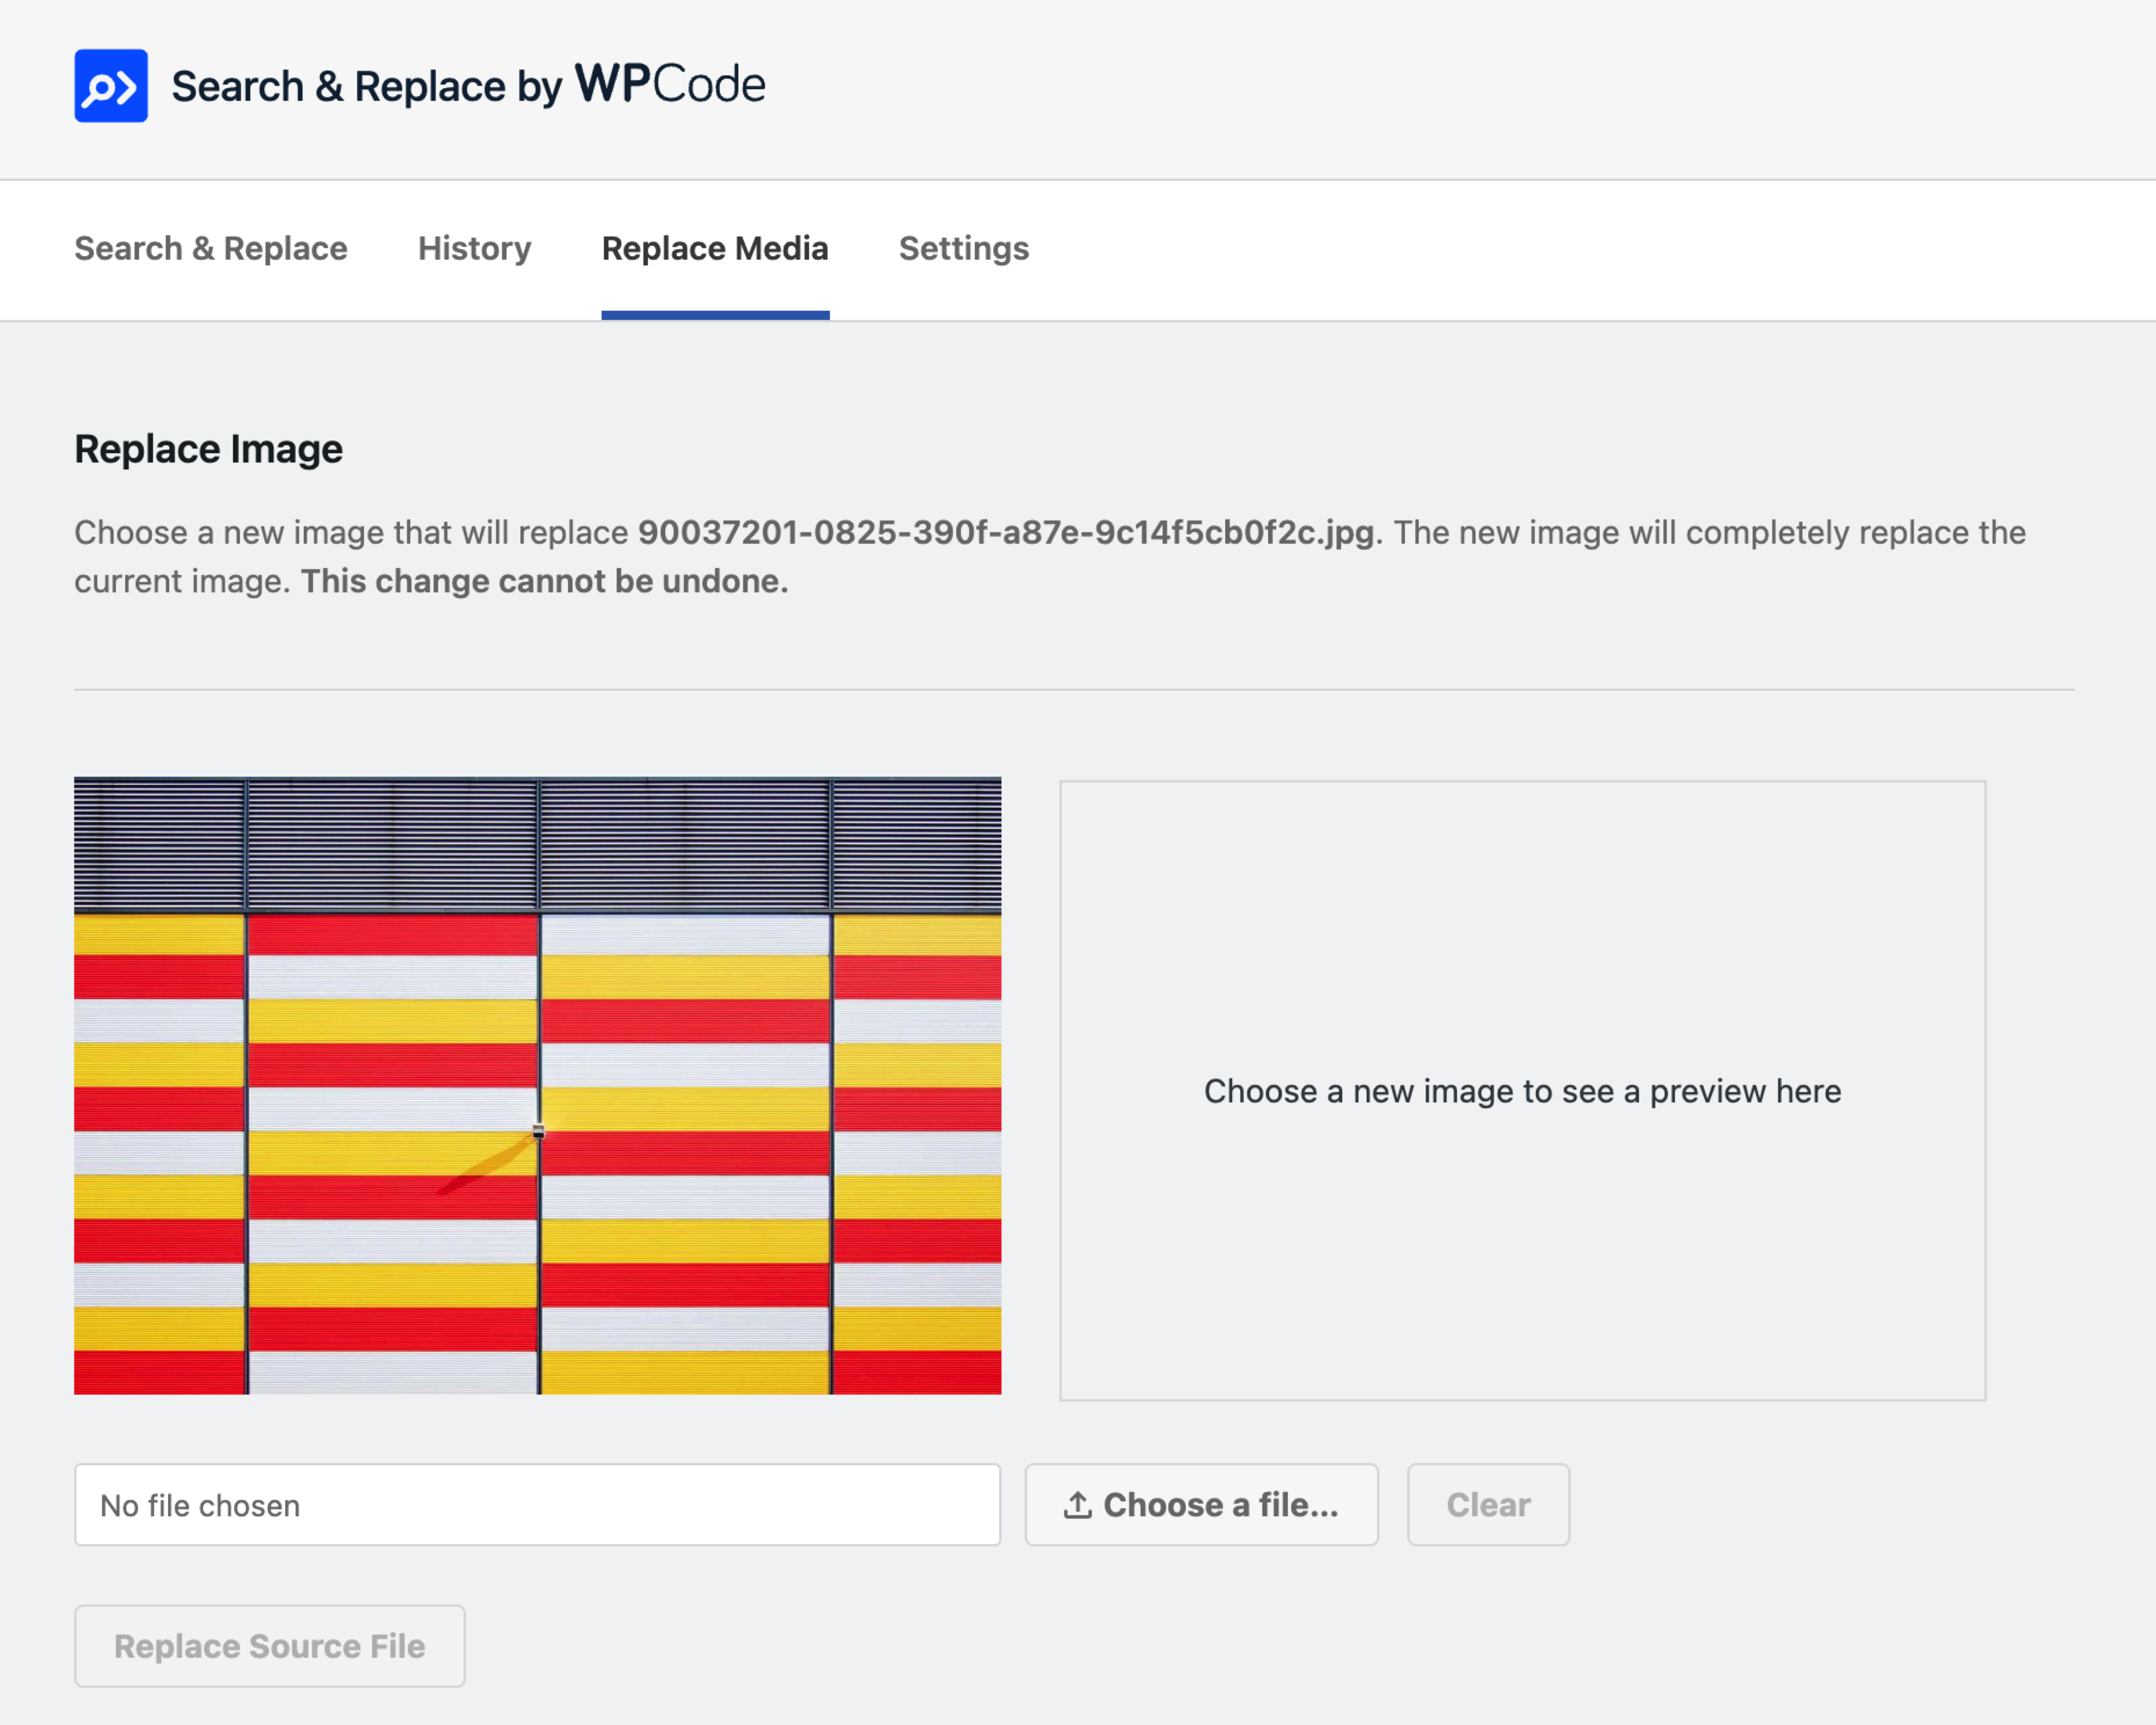 Search & Replace by WPCode
Search & Replace History Replace Media Settings
Replace Image
Choose a new image that will replace 90037201-0825-390f-a87e-9c14f5cb0f2c.jpg. The new image will completely replace the
current image. This change cannot be undone.
Choose a new image to see a preview here
No file chosen Choose a file... Clear
Replace Source File